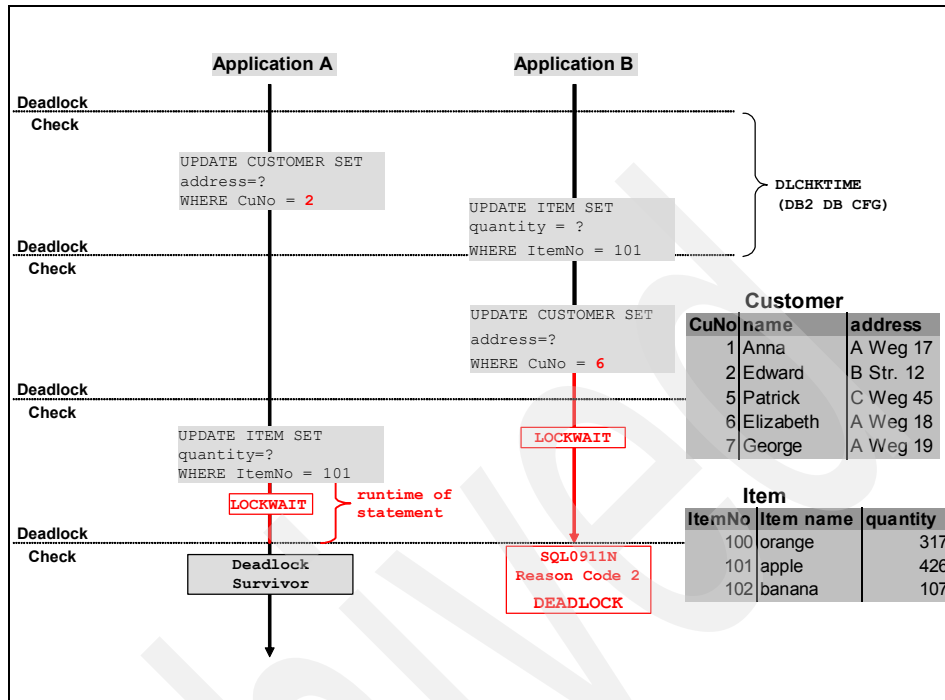 Application A
Application B
Deadlock
Check
UPDATE CUSTOMER SET
address=?
WHERE CuNo = 2
DLCHKTIME
(DB2 DB CFG)
UPDATE ITEM SET
quantity = ?
WHERE ItemNo = 101
Deadlock
Check
UPDATE CUSTOMER SET
address=?
WHERE CuNo = 6
Customer
CuNo name address
1 Anna A Weg 17
2 Edward B Str. 12
5 Patrick C Weg 45
6 Elizabeth A Weg 18
7 George A Weg 19
Deadlock
Check
UPDATE ITEM SET
quantity=?
WHERE ItemNo = 101
LOCKWAIT
LOCKWAIT
runtime of
statement
Item
ItemNo Item name quantity
100 orange 317
101 apple 426
102 banana 107
Deadlock
Check
Deadlock
Survivor
SQL0911N
Reason Code 2
DEADLOCK